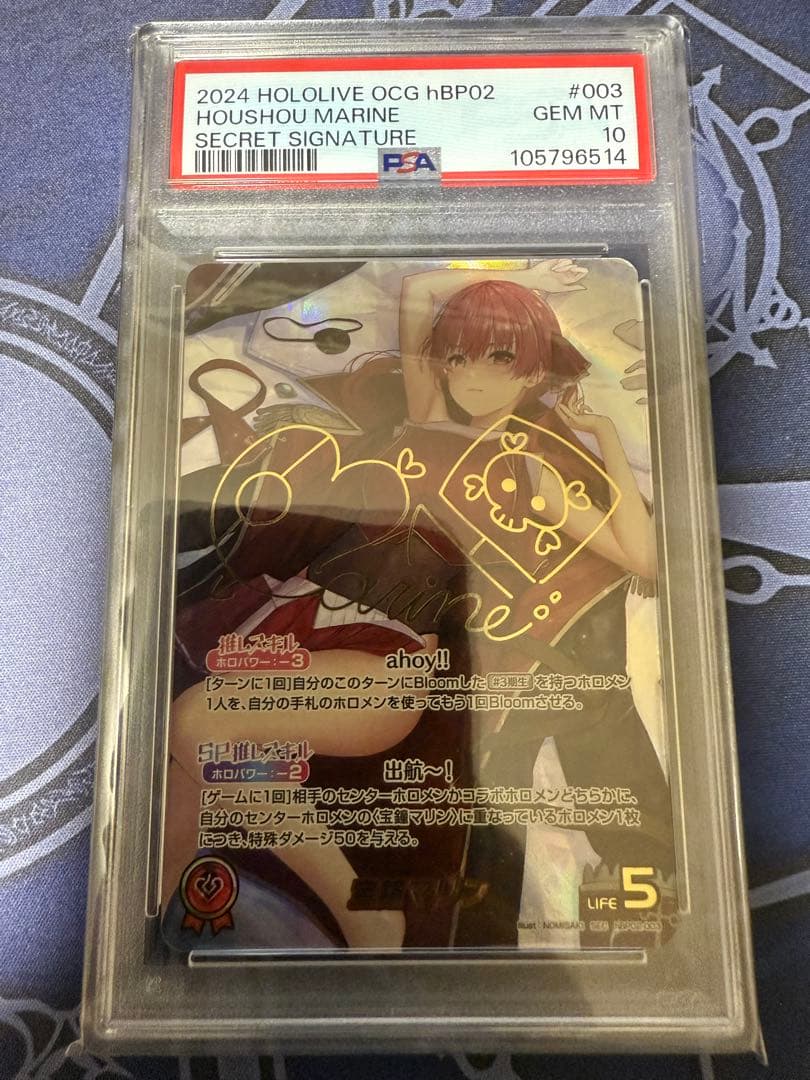 2024 HOLOLIVE OCG hBP02 #003
HOUSHOU MARINE GEM MT
SECRET SIGNATURE 10
PSA 105796514
Marine
推しスキル
ホロパワー：-3
ahoy!!
[ターンに1回]自分のこのターンにBloomした #3期生 を持つホロメン
1人を、自分の手札のホロメンを使ってもう1回Bloomさせる。
SP推しスキル
ホロパワー：-2
出航～！
[ゲームに1回]相手のセンターホロメンかコラボホロメンどちらかに、
自分のセンターホロメンの〈宝鐘マリン〉に重なっているホロメン1枚
につき、特殊ダメージ50を与える。
宝鐘マリン
LIFE 5
Illust：NOMISAKI SEC hBP02-003